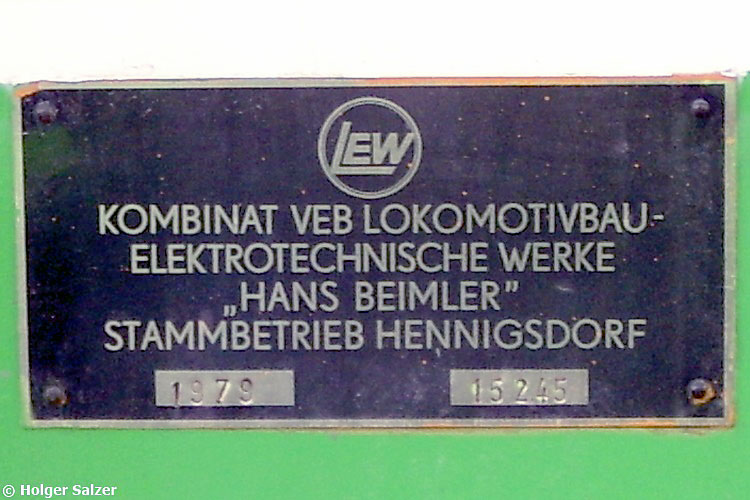 LEW
KOMBINAT VEB LOKOMOTIVBAU-
ELEKTROTECHNISCHE WERKE
„HANS BEIMLER”
STAMMBETRIEB HENNIGSDORF
1979 15245
© Holger Salzer